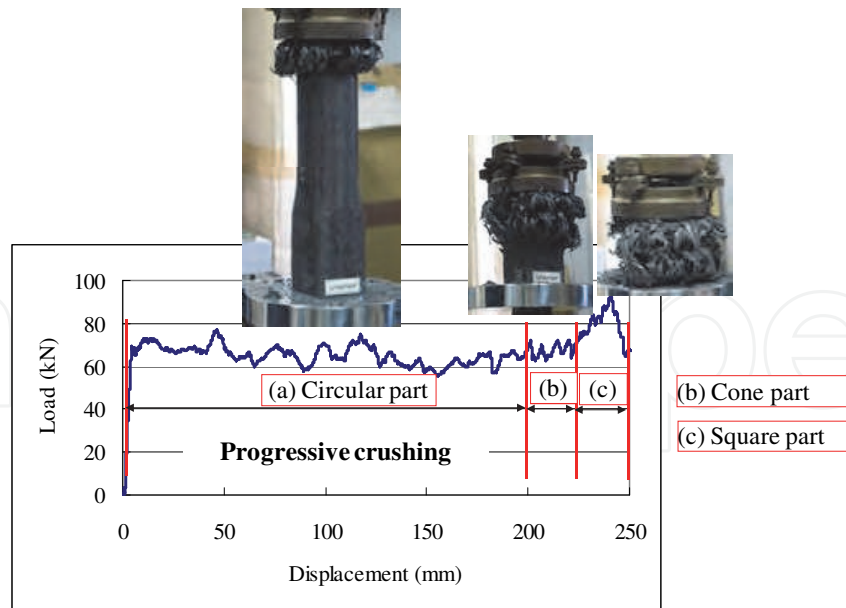 100
80
60
40
20
0
Load (kN)
(a) Circular part
(b)
(c)
Progressive crushing
(b) Cone part
(c) Square part
0 50 100 150 200 250
Displacement (mm)